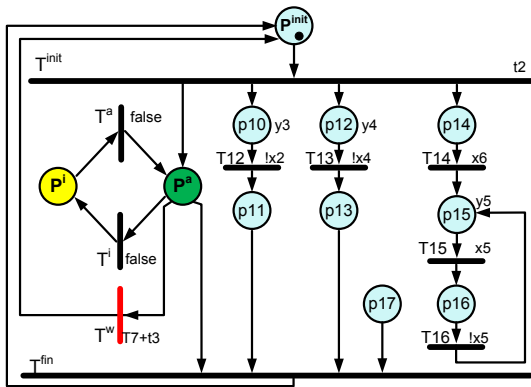 P^init
T^init t2
T^a false
p10 y3 p12 y4 p14
T12 !x2 T13 !x4 T14 x6
P^i P^a
p11 p13 p15 y5
T15 x5
T^i false
p17 p16
T^w T7+t3 T16 !x5
T^fin